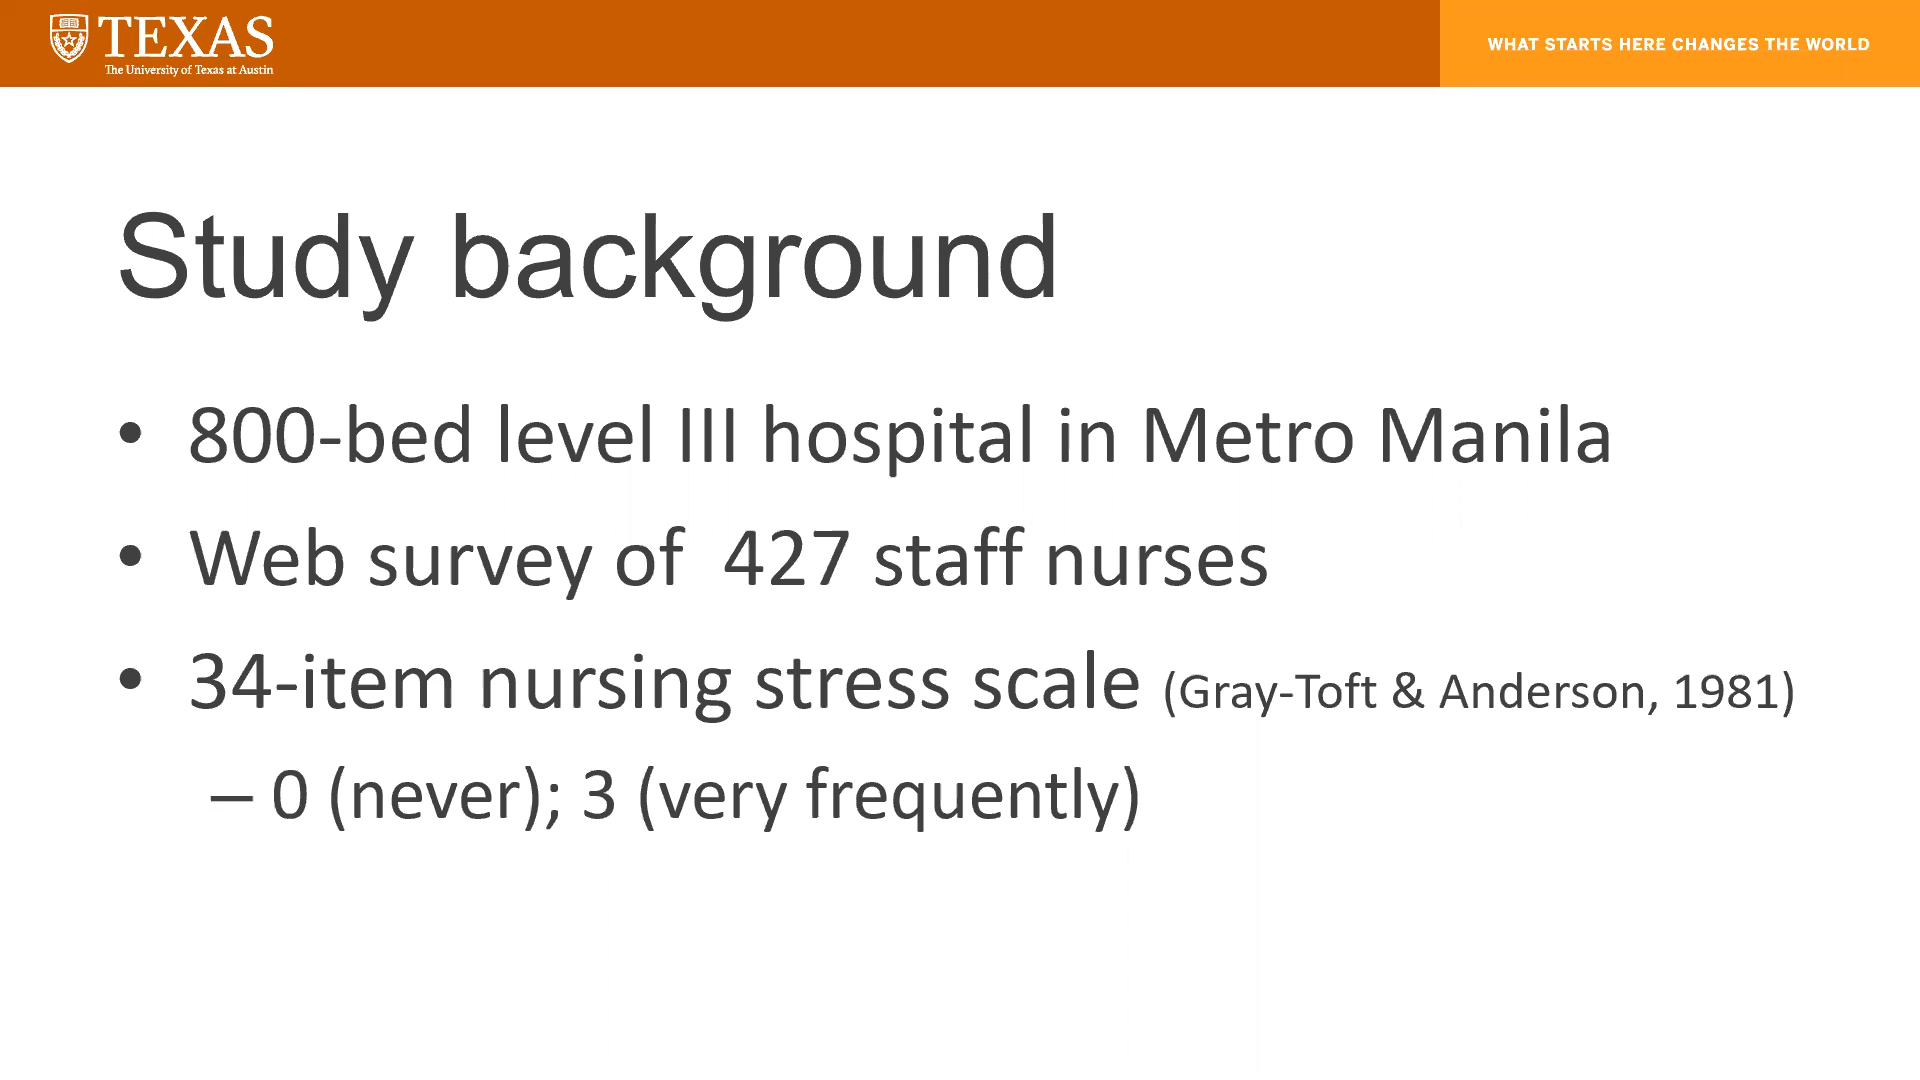 TEXAS
The University of Texas at Austin
WHAT STARTS HERE CHANGES THE WORLD
Study background
• 800-bed level III hospital in Metro Manila
• Web survey of  427 staff nurses
• 34-item nursing stress scale (Gray-Toft & Anderson, 1981)
– 0 (never); 3 (very frequently)